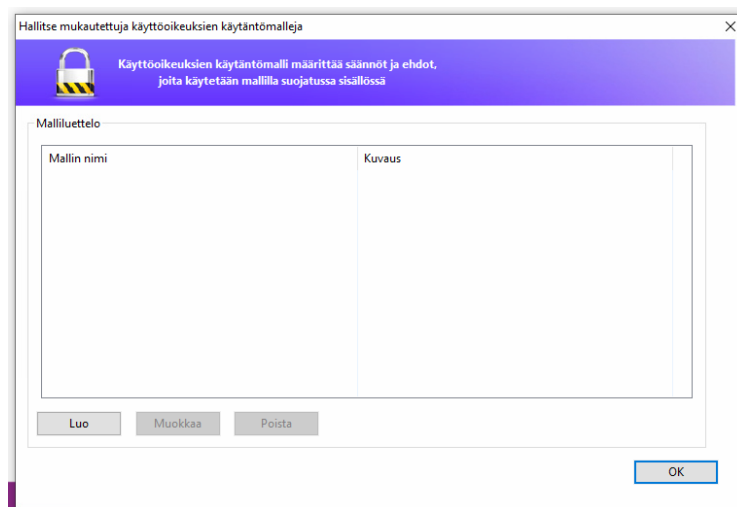 Hallitse mukautettuja käyttöoikeuksien käytäntömalleja
Käyttöoikeuksien käytäntömalli määrittää säännöt ja ehdot,
joita käytetään mallilla suojatussa sisällössä
Malliluettelo
Mallin nimi Kuvaus
Luo Muokkaa Poista
OK